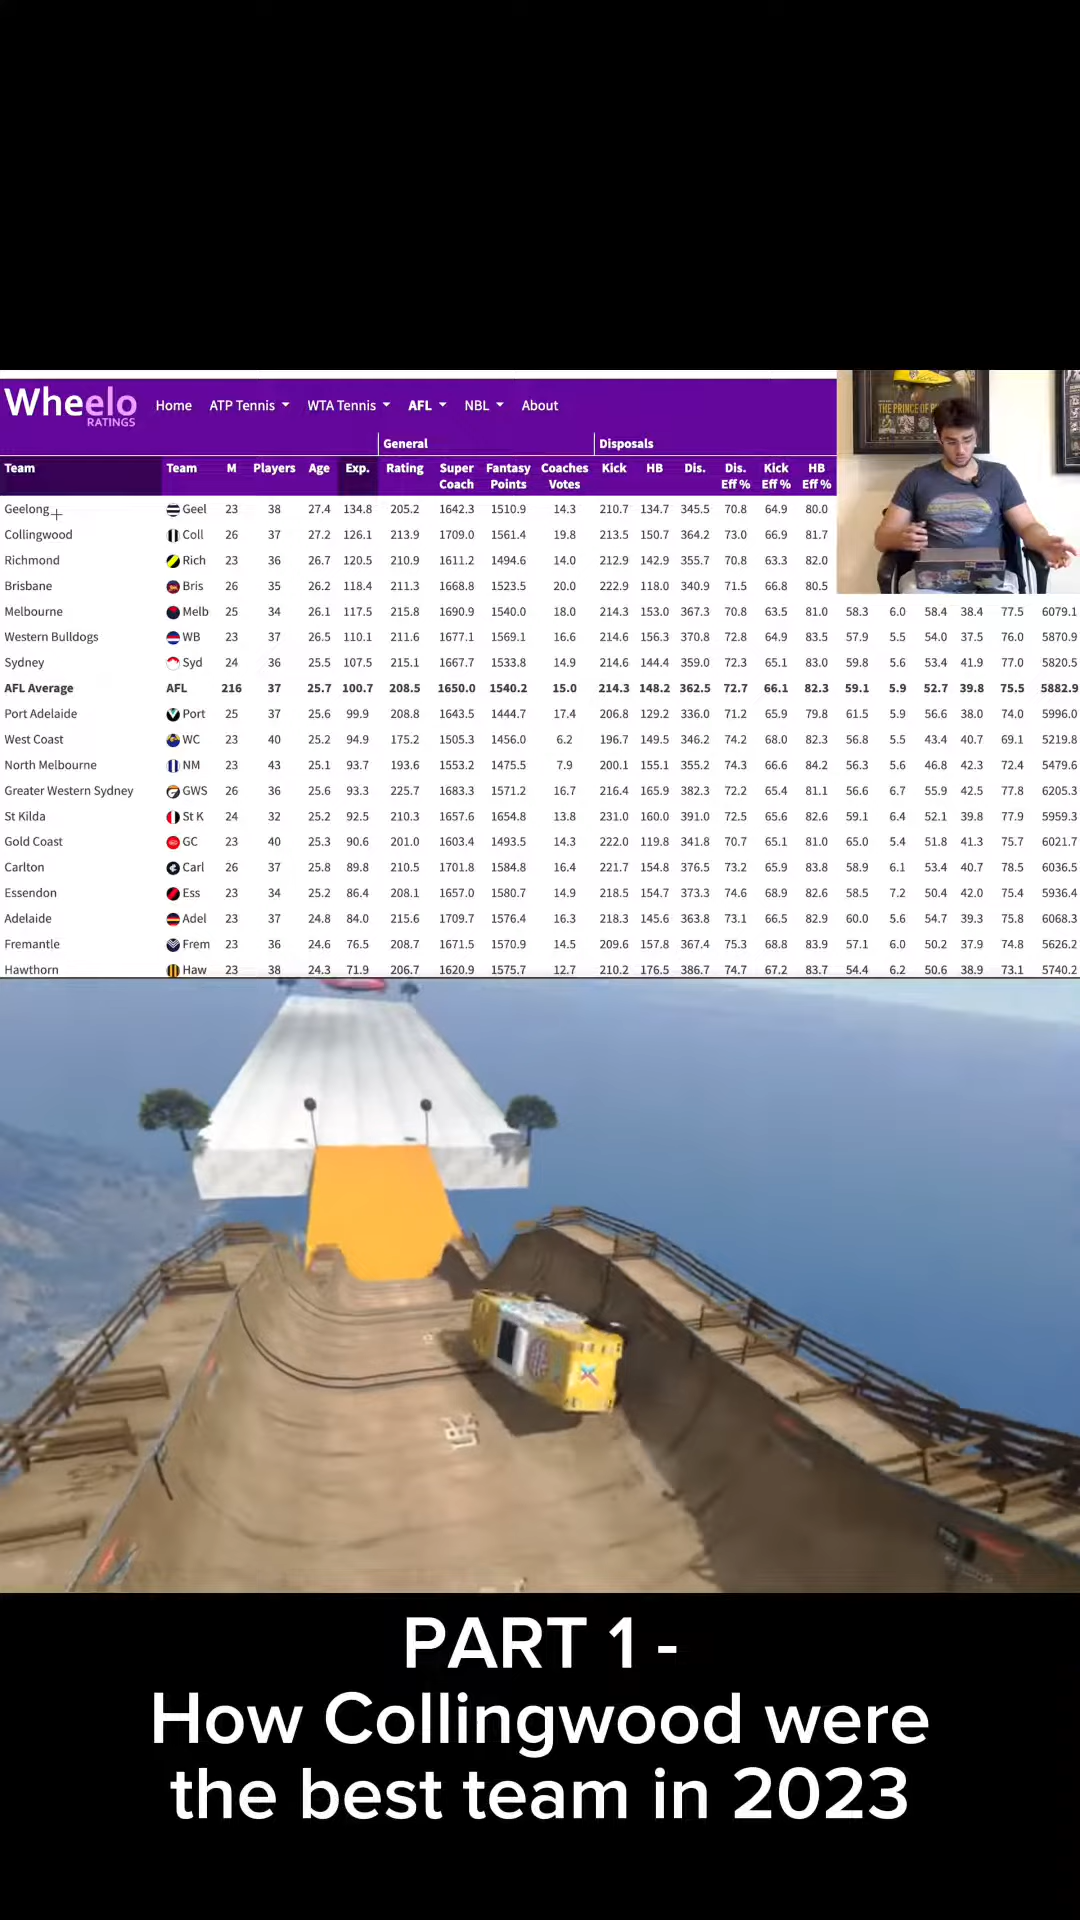 Wheelo
RATINGS
Home ATP Tennis WTA Tennis AFL NBL About
General Disposals
Team Team M Players Age Exp. Rating Super Coach Fantasy Points Coaches Votes Kick HB Dis. Dis. Eff % Kick Eff % HB Eff %
Geelong Geel 23 38 27.4 134.8 205.2 1642.3 1510.9 14.3 210.7 134.7 345.5 70.8 64.9 80.0
Collingwood Coll 26 37 27.2 126.1 213.9 1709.0 1561.4 19.8 213.5 150.7 364.2 73.0 66.9 81.7
Richmond Rich 23 36 26.7 120.5 210.9 1611.2 1494.6 14.0 212.9 142.9 355.7 70.8 63.3 82.0
Brisbane Bris 26 35 26.2 118.4 211.3 1668.8 1523.5 20.0 222.9 118.0 340.9 71.5 66.8 80.5
Melbourne Melb 25 34 26.1 117.5 215.8 1690.9 1540.0 18.0 214.3 153.0 367.3 70.8 63.5 81.0 58.3 6.0 58.4 38.4 77.5 6079.1
Western Bulldogs WB 23 37 26.5 110.1 211.6 1677.1 1569.1 16.6 214.6 156.3 370.8 72.8 64.9 83.5 57.9 5.5 54.0 37.5 76.0 5870.9
Sydney Syd 24 36 25.5 107.5 215.1 1667.7 1533.8 14.9 214.6 144.4 359.0 72.3 65.1 83.0 59.8 5.6 53.4 41.9 77.0 5820.5
AFL Average AFL 216 37 25.7 100.7 208.5 1650.0 1540.2 15.0 214.3 148.2 362.5 72.7 66.1 82.3 59.1 5.9 52.7 39.8 75.5 5882.9
Port Adelaide Port 25 37 25.6 99.9 208.8 1643.5 1444.7 17.4 206.8 129.2 336.0 71.2 65.9 79.8 61.5 5.9 56.6 38.0 74.0 5996.0
West Coast WC 23 40 25.2 94.9 175.2 1505.3 1456.0 6.2 196.7 149.5 346.2 74.2 68.0 82.3 56.8 5.5 43.4 40.7 69.1 5219.8
North Melbourne NM 23 43 25.1 93.7 193.6 1553.2 1475.5 7.9 200.1 155.1 355.2 74.3 66.6 84.2 56.3 5.6 46.8 42.3 72.4 5479.6
Greater Western Sydney GWS 26 36 25.6 93.3 225.7 1683.3 1571.2 16.7 216.4 165.9 382.3 72.2 65.4 81.1 56.6 6.7 55.9 42.5 77.8 6205.3
St Kilda St K 24 32 25.2 92.5 210.3 1657.6 1654.8 13.8 231.0 160.0 391.0 72.5 65.6 82.6 59.1 6.4 52.1 39.8 77.9 5959.3
Gold Coast GC 23 40 25.3 90.6 201.0 1603.4 1493.5 14.3 222.0 119.8 341.8 70.7 65.1 81.0 65.0 5.4 51.8 41.3 75.7 6021.7
Carlton Carl 26 37 25.8 89.8 210.5 1701.8 1584.8 16.4 221.7 154.8 376.5 73.2 65.9 83.8 58.9 6.1 53.4 40.7 78.5 6036.5
Essendon Ess 23 34 25.2 86.4 208.1 1657.0 1580.7 14.9 218.5 154.7 373.3 74.6 68.9 82.6 58.5 7.2 50.4 42.0 75.4 5936.4
Adelaide Adel 23 37 24.8 84.0 215.6 1709.7 1576.4 16.3 218.3 145.6 363.8 73.1 66.5 82.9 60.0 5.6 54.7 39.3 75.8 6068.3
Fremantle Frem 23 36 24.6 76.5 208.7 1671.5 1570.9 14.5 209.6 157.8 367.4 75.3 68.8 83.9 57.1 6.0 50.2 37.9 74.8 5626.2
Hawthorn Haw 23 38 24.3 71.9 206.7 1620.9 1575.7 12.7 210.2 176.5 386.7 74.7 67.2 83.7 54.4 6.2 50.6 38.9 73.1 5740.2
PART 1 -
How Collingwood were
the best team in 2023